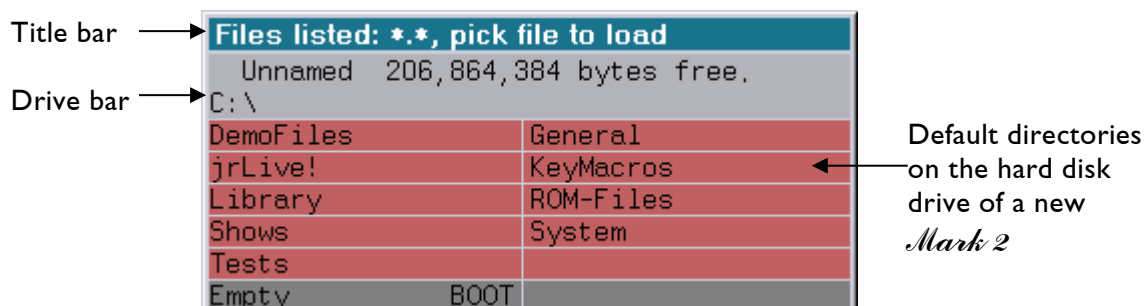 Title bar
Files listed: *.*, pick file to load
Unnamed 206,864,384 bytes free.
Drive bar
C:\
DemoFiles General
jrLive! KeyMacros
Library ROM-Files
Shows System
Tests
Empty BOOT
Default directories
on the hard disk
drive of a new
Mark 2